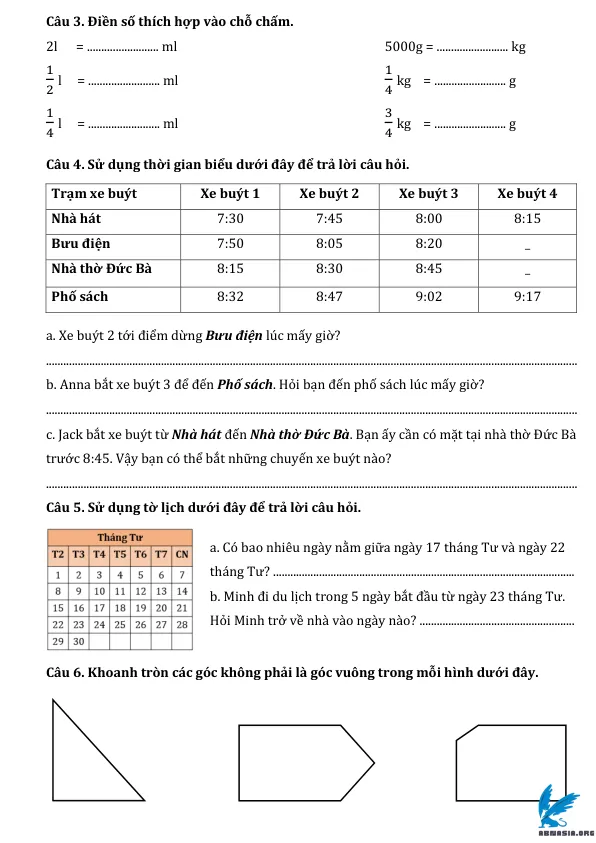 Câu 3. Điền số thích hợp vào chỗ chấm.
2l = ......................... ml 5000g = ......................... kg
1/2 l = ......................... ml 1/4 kg = ......................... g
1/4 l = ......................... ml 3/4 kg = ......................... g
Câu 4. Sử dụng thời gian biểu dưới đây để trả lời câu hỏi.
Trạm xe buýt Xe buýt 1 Xe buýt 2 Xe buýt 3 Xe buýt 4
Nhà hát 7:30 7:45 8:00 8:15
Bưu điện 7:50 8:05 8:20 –
Nhà thờ Đức Bà 8:15 8:30 8:45 –
Phố sách 8:32 8:47 9:02 9:17
a. Xe buýt 2 tới điểm dừng Bưu điện lúc mấy giờ?
b. Anna bắt xe buýt 3 để đến Phố sách. Hỏi bạn đến phố sách lúc mấy giờ?
c. Jack bắt xe buýt từ Nhà hát đến Nhà thờ Đức Bà. Bạn ấy cần có mặt tại nhà thờ Đức Bà
trước 8:45. Vậy bạn có thể bắt những chuyến xe buýt nào?
Câu 5. Sử dụng tờ lịch dưới đây để trả lời câu hỏi.
Tháng Tư
T2 T3 T4 T5 T6 T7 CN
1 2 3 4 5 6 7
8 9 10 11 12 13 14
15 16 17 18 19 20 21
22 23 24 25 26 27 28
29 30
a. Có bao nhiêu ngày nằm giữa ngày 17 tháng Tư và ngày 22
tháng Tư? .........................
b. Minh đi du lịch trong 5 ngày bắt đầu từ ngày 23 tháng Tư.
Hỏi Minh trở về nhà vào ngày nào? .........................
Câu 6. Khoanh tròn các góc không phải là góc vuông trong mỗi hình dưới đây.
ABMASIA.ORG